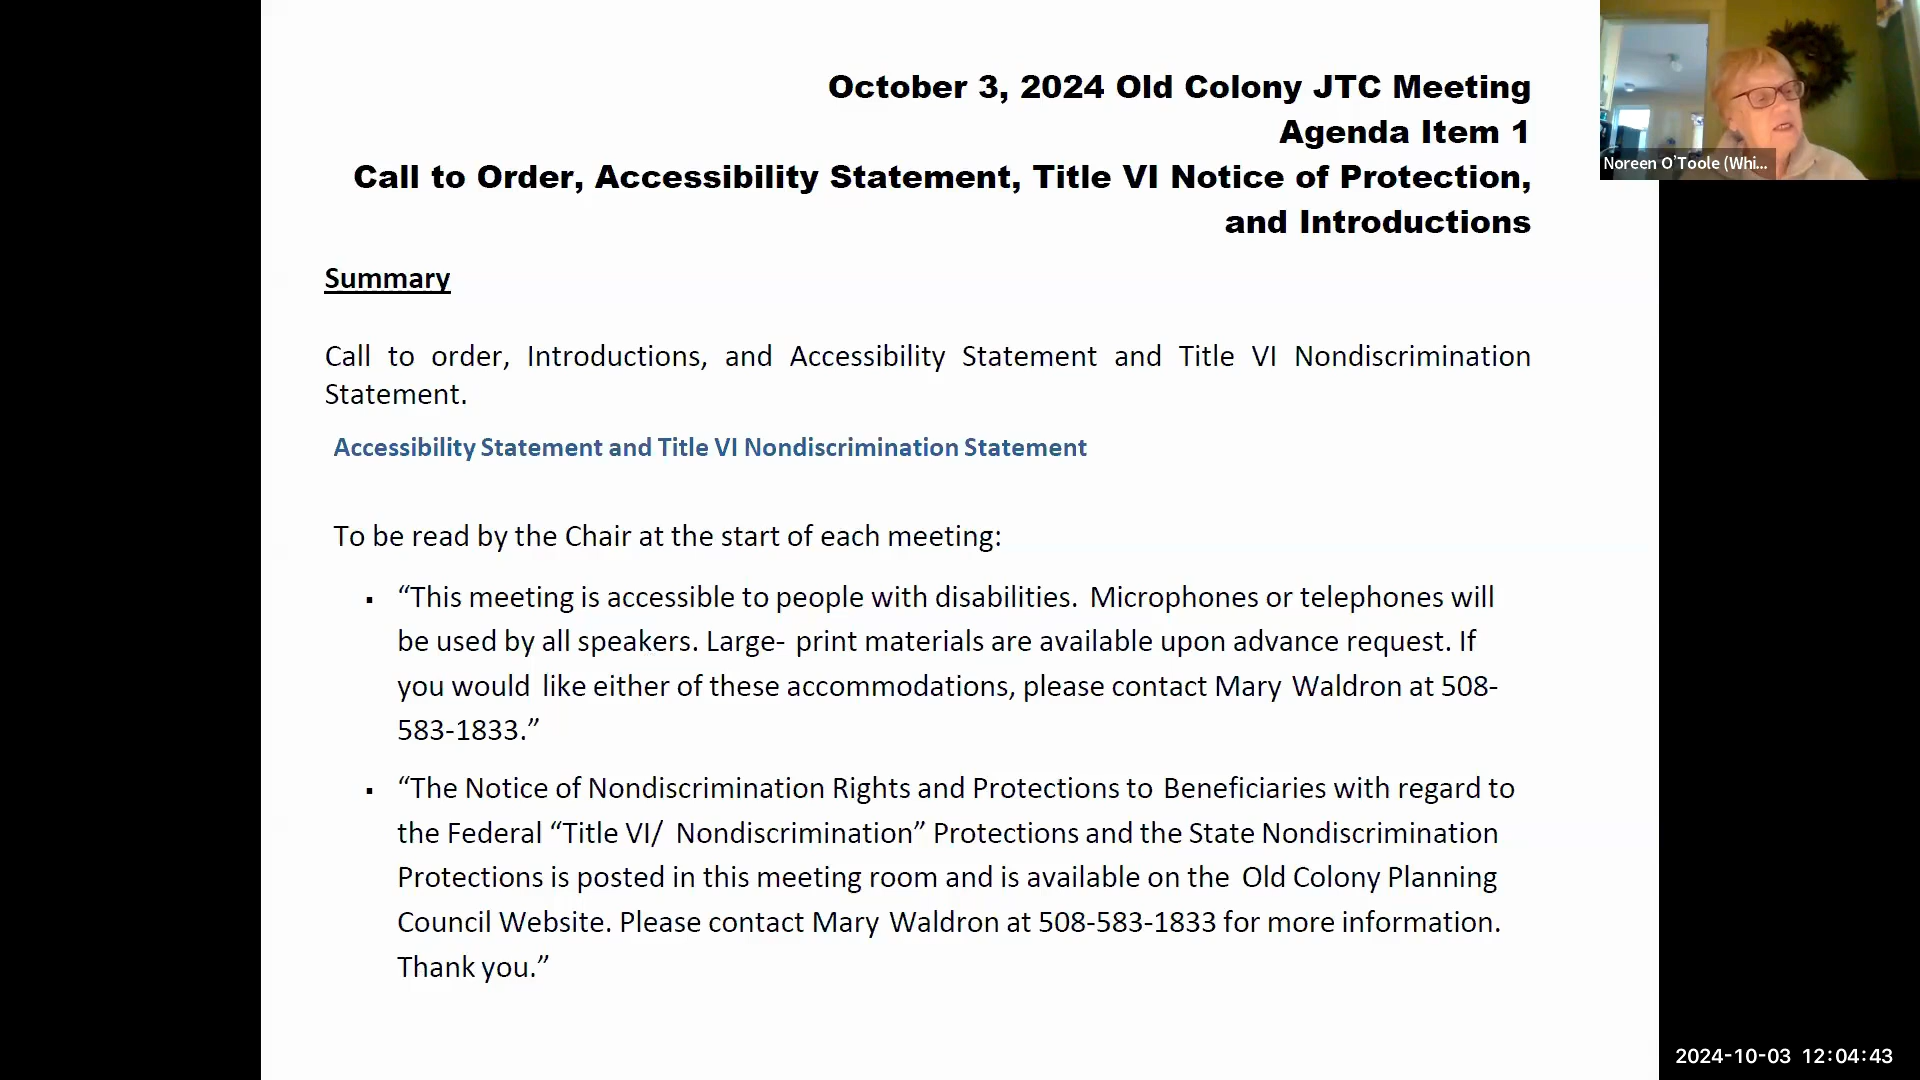 October 3, 2024 Old Colony JTC Meeting
Agenda Item 1
Call to Order, Accessibility Statement, Title VI Notice of Protection,
and Introductions
Noreen O'Toole (Whi...
Summary
Call to order, Introductions, and Accessibility Statement and Title VI Nondiscrimination
Statement.
Accessibility Statement and Title VI Nondiscrimination Statement
To be read by the Chair at the start of each meeting:
▪ “This meeting is accessible to people with disabilities. Microphones or telephones will
be used by all speakers. Large- print materials are available upon advance request. If
you would like either of these accommodations, please contact Mary Waldron at 508-
583-1833.”
▪ “The Notice of Nondiscrimination Rights and Protections to Beneficiaries with regard to
the Federal “Title VI/ Nondiscrimination” Protections and the State Nondiscrimination
Protections is posted in this meeting room and is available on the Old Colony Planning
Council Website. Please contact Mary Waldron at 508-583-1833 for more information.
Thank you.”
2024-10-03 12:04:43